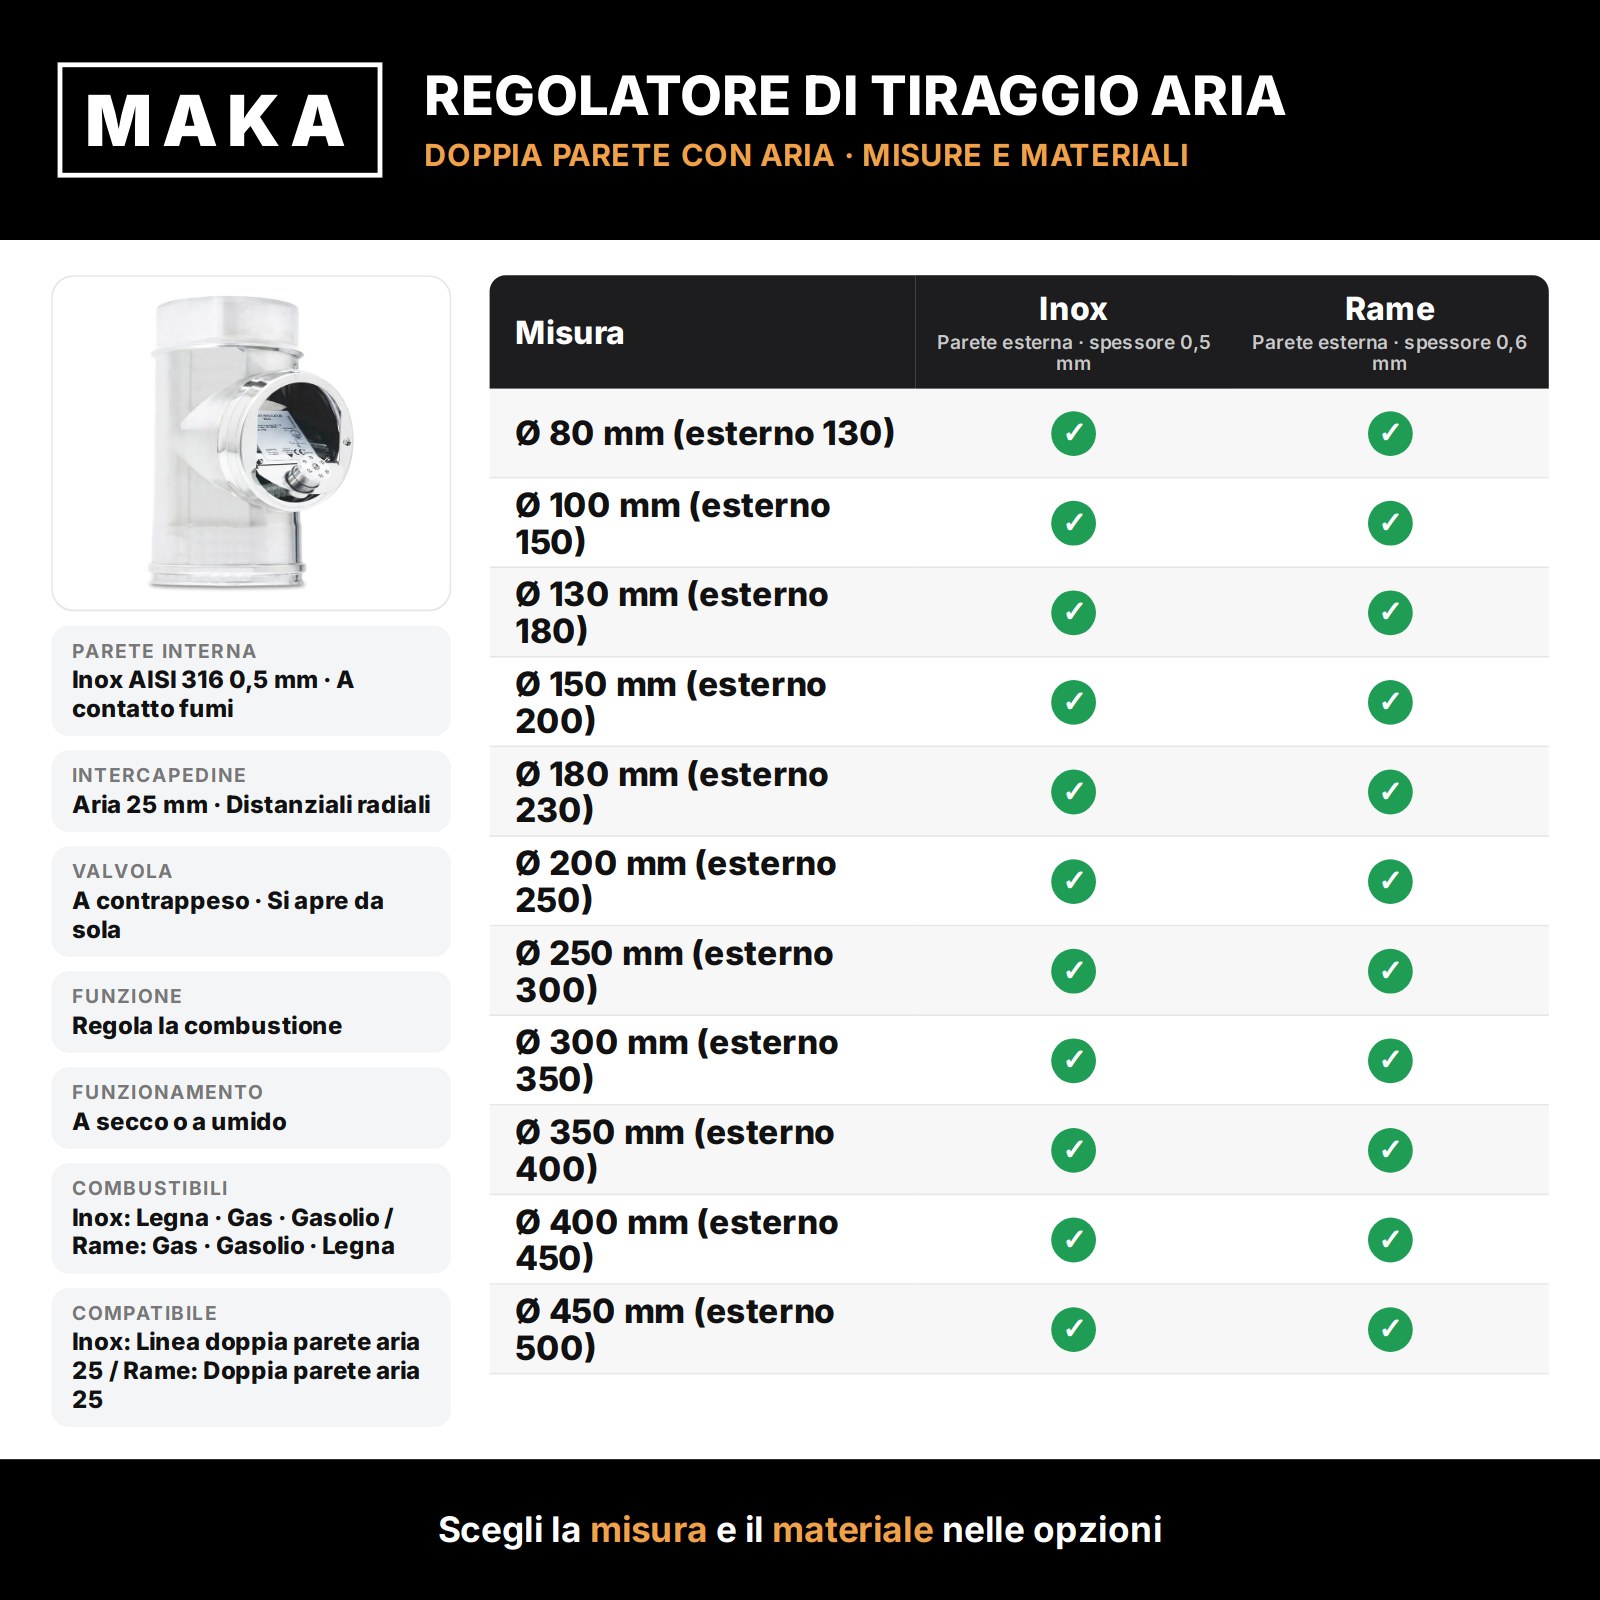 MAKA
REGOLATORE DI TIRAGGIO ARIA
DOPPIA PARETE CON ARIA · MISURE E MATERIALI
PARETE INTERNA
Inox AISI 316 0,5 mm · A
contatto fumi
INTERCAPEDINE
Aria 25 mm · Distanziali radiali
VALVOLA
A contrappeso · Si apre da
sola
FUNZIONE
Regola la combustione
FUNZIONAMENTO
A secco o a umido
COMBUSTIBILI
Inox: Legna · Gas · Gasolio /
Rame: Gas · Gasolio · Legna
COMPATIBILE
Inox: Linea doppia parete aria
25 / Rame: Doppia parete aria
25
Misura
Inox
Parete esterna · spessore 0,5
mm
Rame
Parete esterna · spessore 0,6
mm
Ø 80 mm (esterno 130) ✓ ✓
Ø 100 mm (esterno
150) ✓ ✓
Ø 130 mm (esterno
180) ✓ ✓
Ø 150 mm (esterno
200) ✓ ✓
Ø 180 mm (esterno
230) ✓ ✓
Ø 200 mm (esterno
250) ✓ ✓
Ø 250 mm (esterno
300) ✓ ✓
Ø 300 mm (esterno
350) ✓ ✓
Ø 350 mm (esterno
400) ✓ ✓
Ø 400 mm (esterno
450) ✓ ✓
Ø 450 mm (esterno
500) ✓ ✓
Scegli la misura e il materiale nelle opzioni